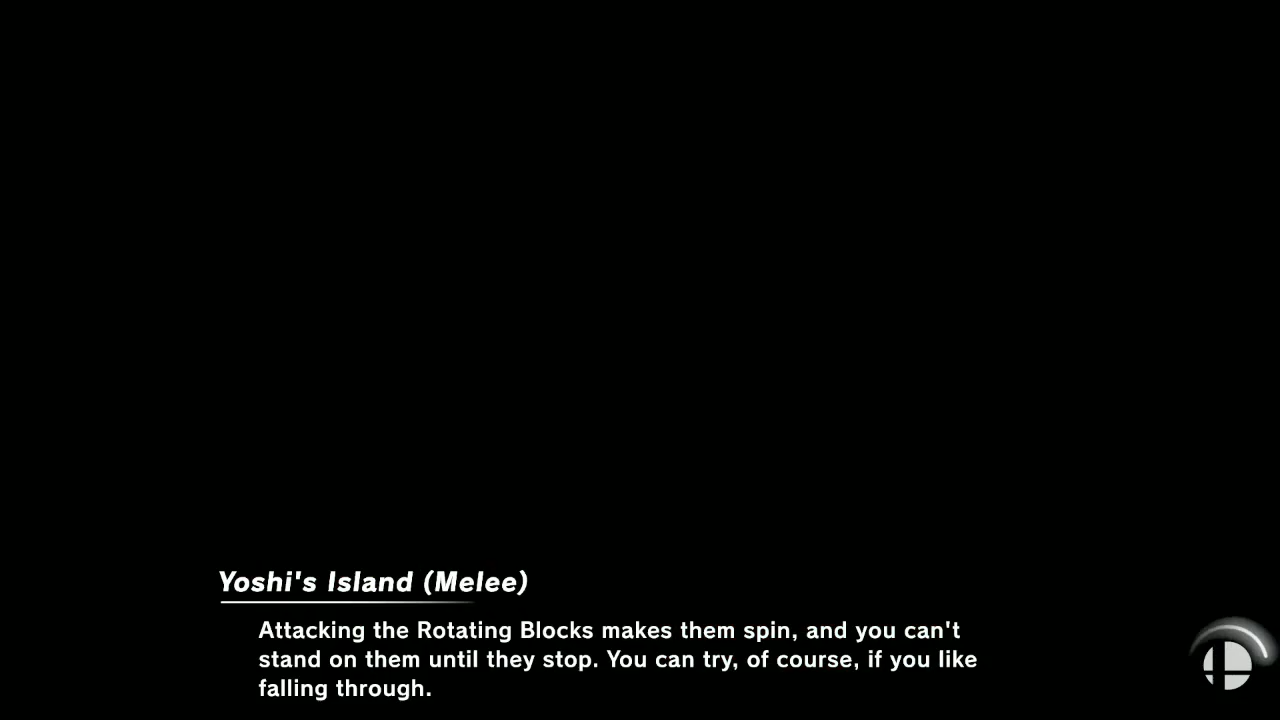 Yoshi's Island (Melee)
Attacking the Rotating Blocks makes them spin, and you can't
stand on them until they stop. You can try, of course, if you like
falling through.